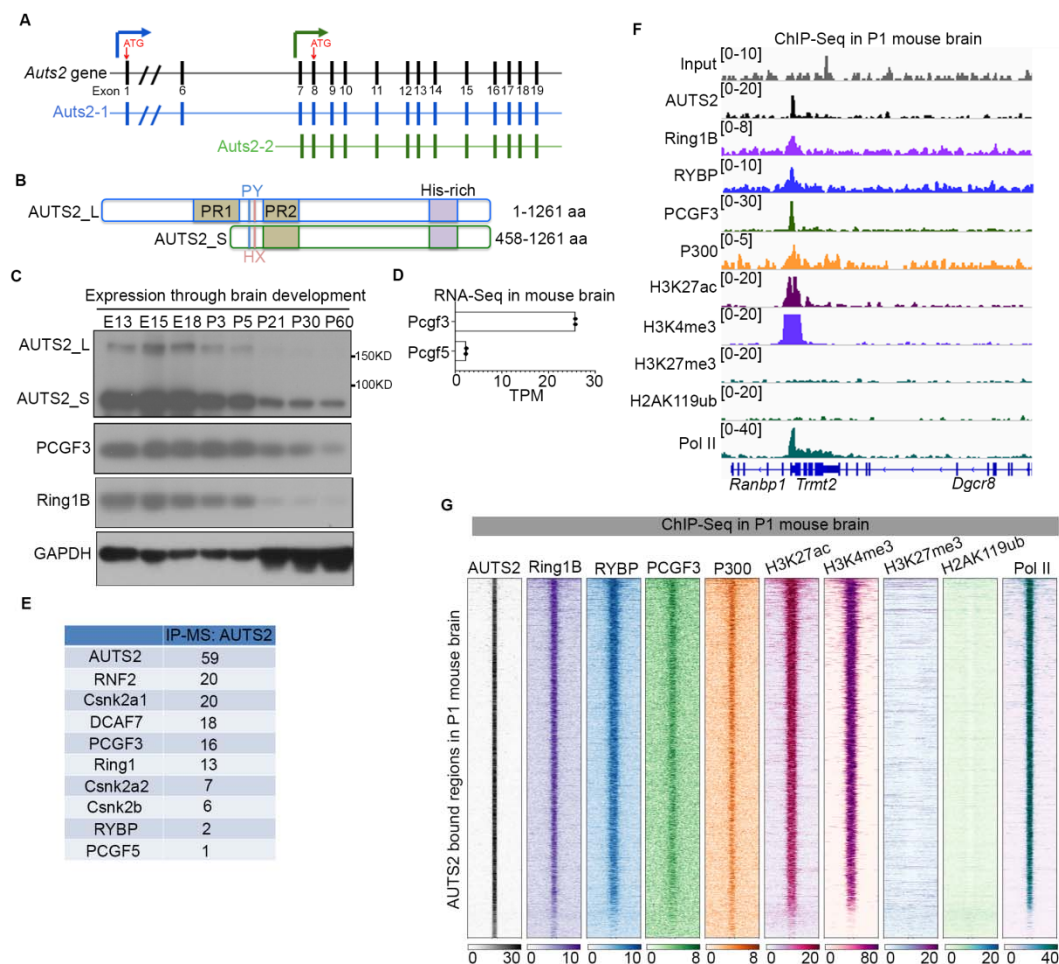 A
ATG
ATG
Auts2 gene
Exon 1 6 7 8 9 10 11 12 13 14 15 16 17 18 19
Auts2-1
Auts2-2
B
PY
His-rich
AUTS2_L
PR1
PR2
1-1261 aa
AUTS2_S
458-1261 aa
HX
C
Expression through brain development
E13 E15 E18 P3 P5 P21 P30 P60
AUTS2_L
150KD
100KD
AUTS2_S
PCGF3
Ring1B
GAPDH
D
RNA-Seq in mouse brain
Pcgf3
Pcgf5
0 10 20 30
TPM
E
IP-MS: AUTS2
AUTS2 59
RNF2 20
Csnk2a1 20
DCAF7 18
PCGF3 16
Ring1 13
Csnk2a2 7
Csnk2b 6
RYBP 2
PCGF5 1
F
ChIP-Seq in P1 mouse brain
Input [0-10]
AUTS2 [0-20]
Ring1B [0-8]
RYBP [0-10]
PCGF3 [0-30]
P300 [0-5]
H3K27ac [0-20]
H3K4me3 [0-20]
H3K27me3 [0-20]
H2AK119ub [0-20]
Pol II [0-40]
Ranbp1 Trmt2 Dgcr8
G
ChIP-Seq in P1 mouse brain
AUTS2 Ring1B RYBP PCGF3 P300 H3K27ac H3K4me3 H3K27me3 H2AK119ub Pol II
AUTS2 bound regions in P1 mouse brain
0 30 0 10 0 10 0 8 0 8 0 20 0 80 0 20 0 20 0 40